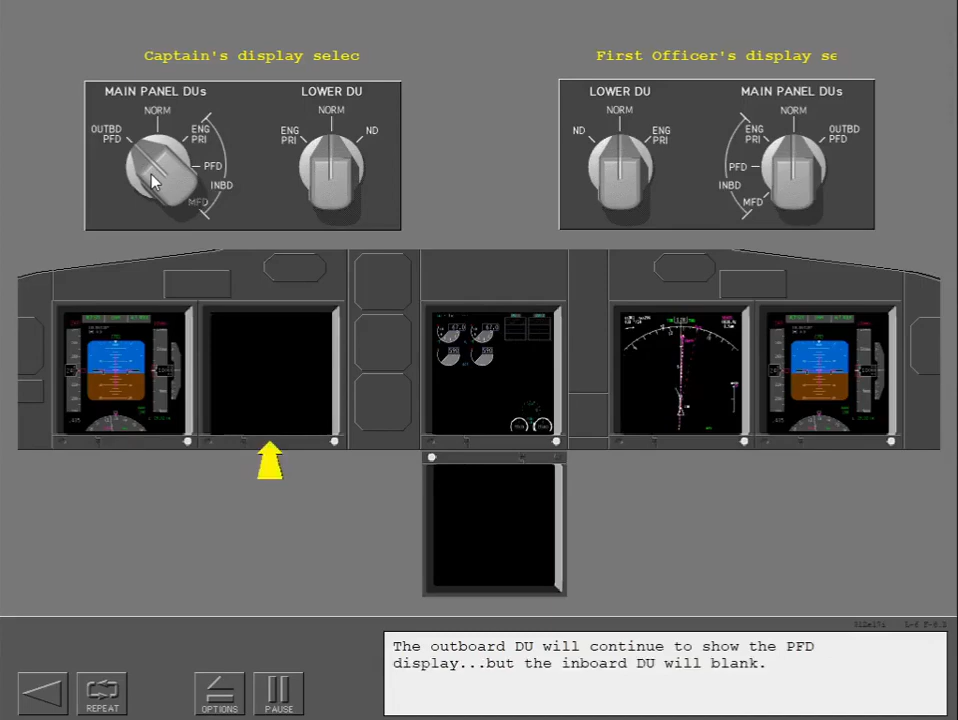 Captain's display selec
First Officer's display se
MAIN PANEL DUs
LOWER DU
NORM
NORM
OUTBD
PFD
ENG
PRI
PFD
INBD
MFD
ENG
PRI
ND
LOWER DU
MAIN PANEL DUs
NORM
NORM
ND
ENG
PRI
ENG
PRI
OUTBD
PFD
PFD
INBD
MFD
The outboard DU will continue to show the PFD
display...but the inboard DU will blank.
REPEAT
OPTIONS
PAUSE